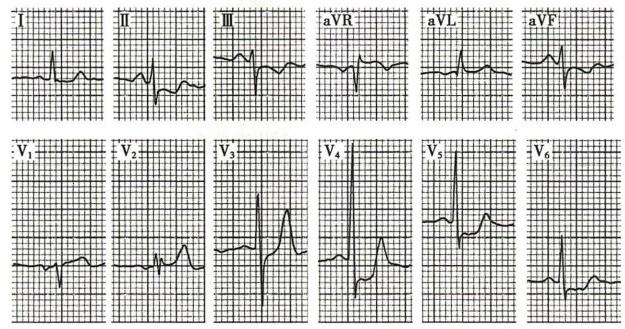 I II III aVR aVL aVF
V₁ V₂ V₃ V₄ V₅ V₆